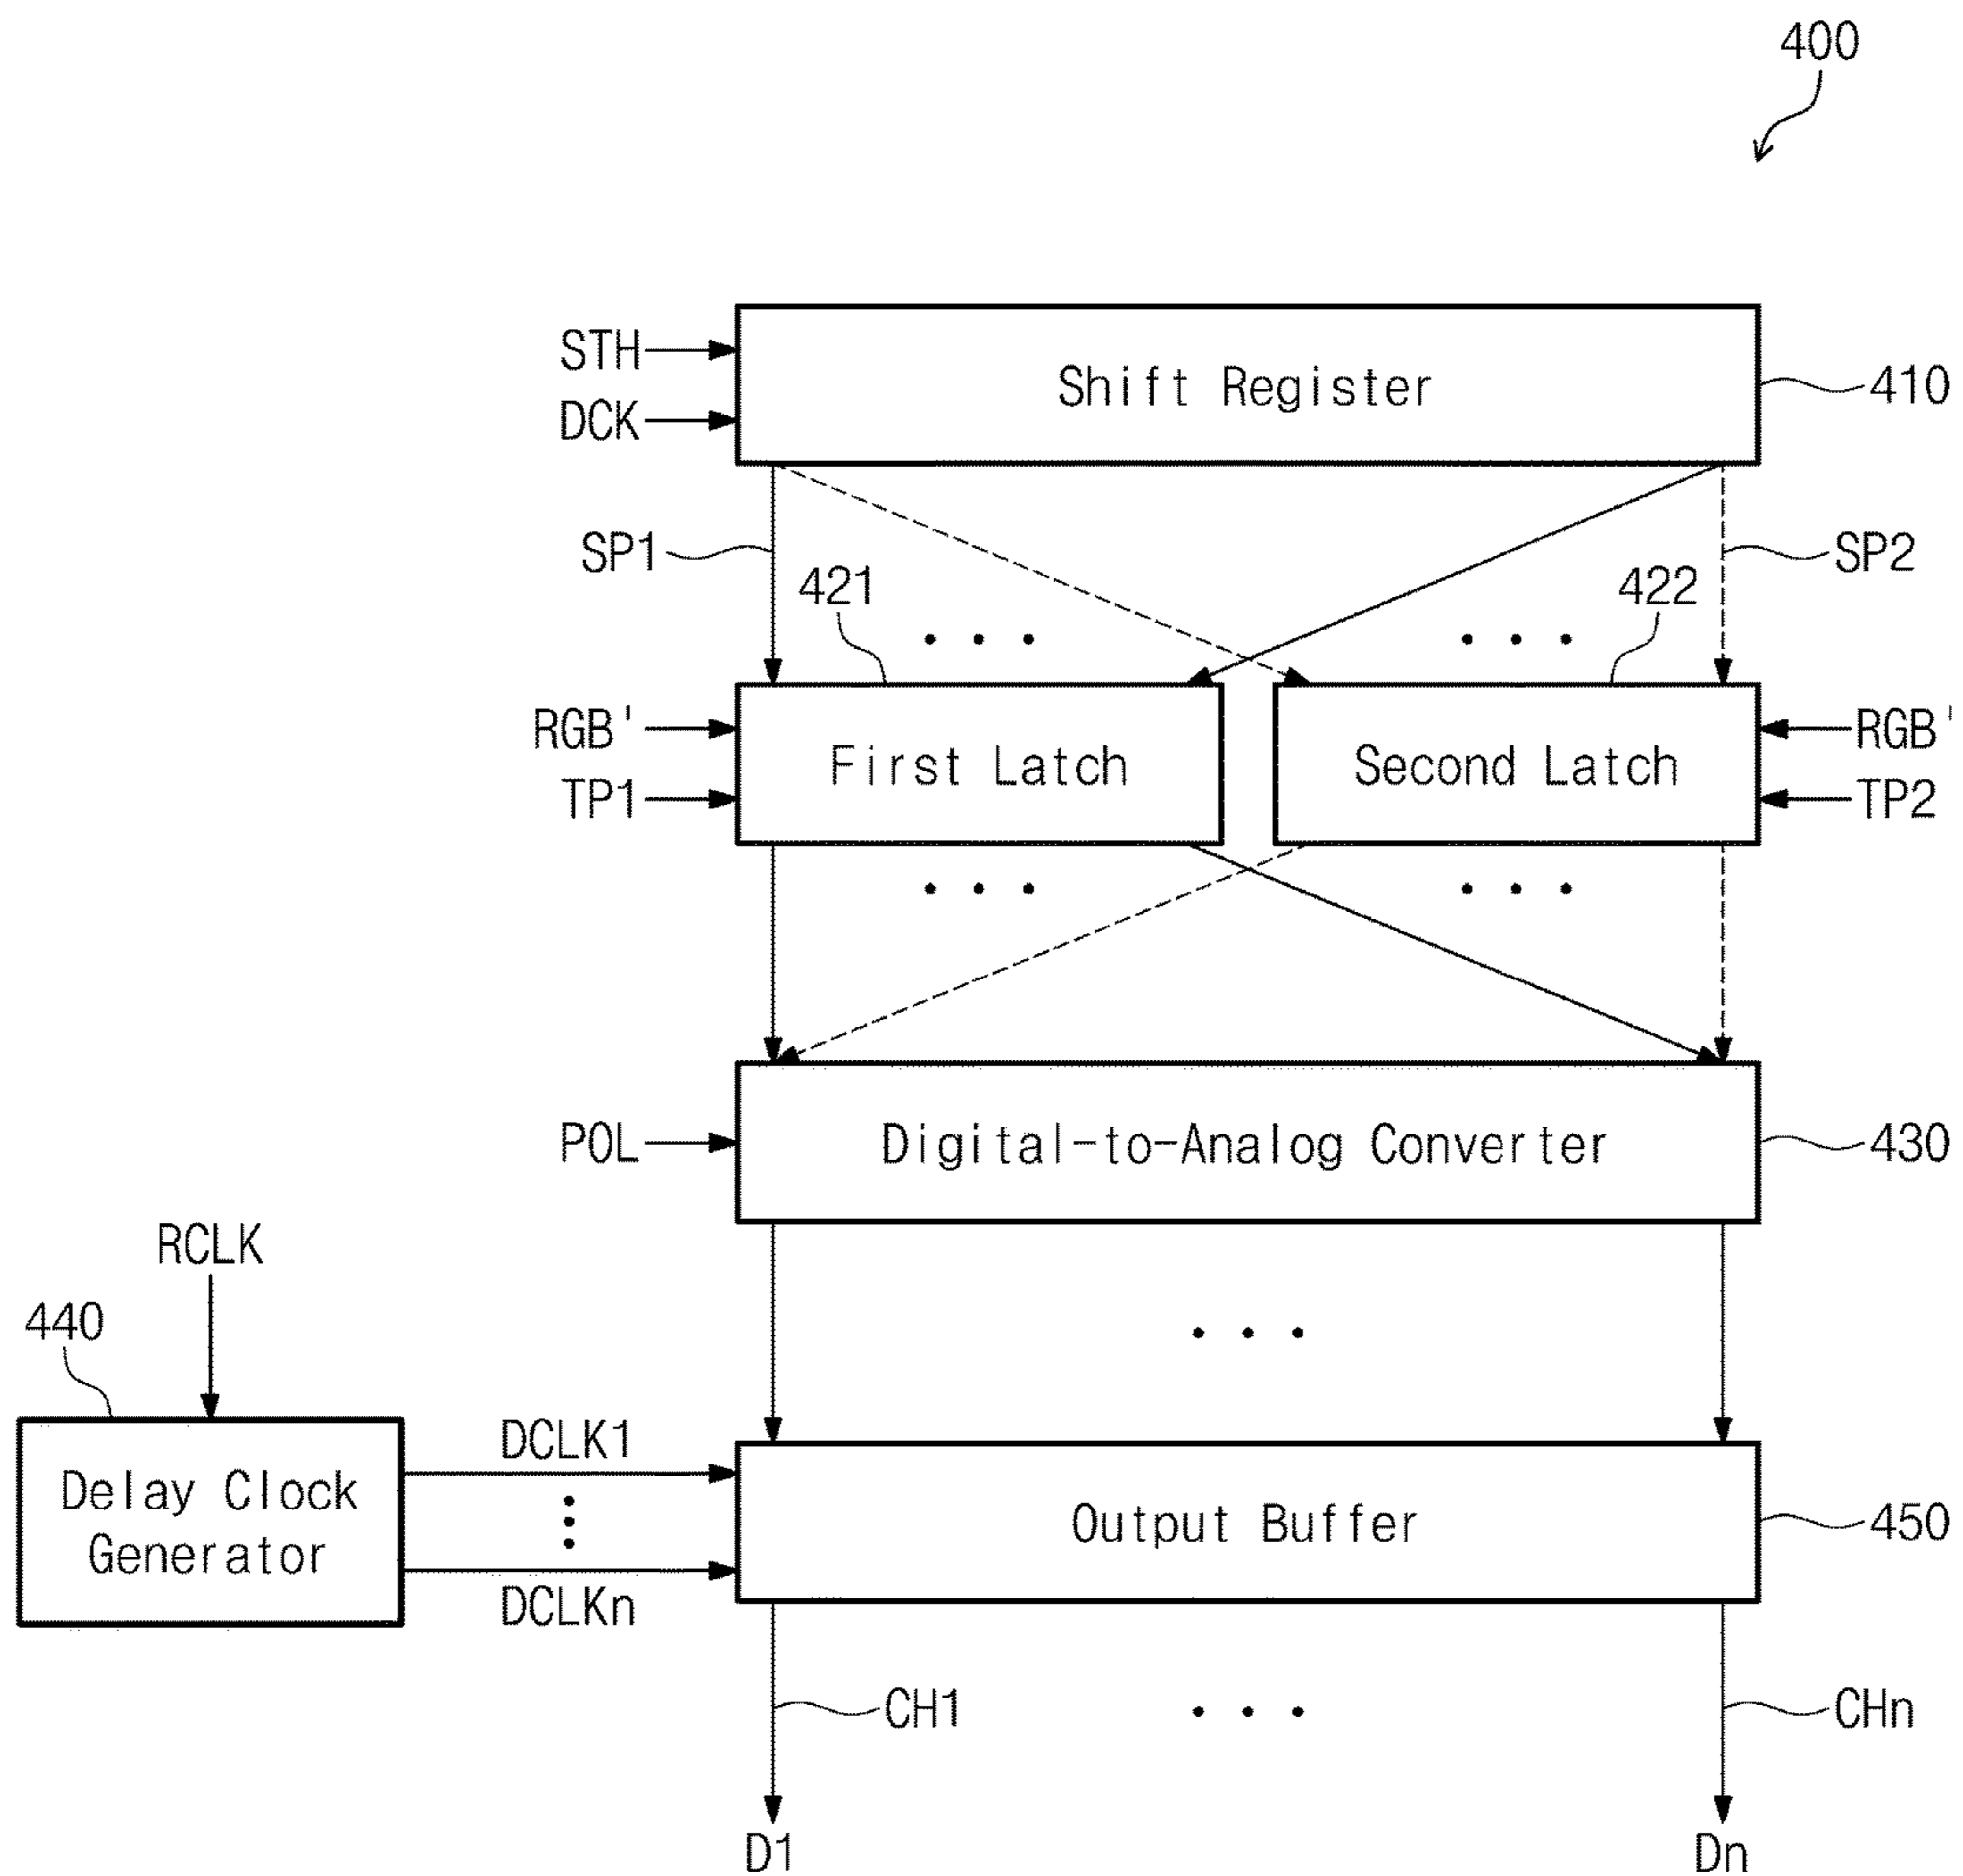 400
STH
Shift Register
410
DCK
SP1
SP2
421
422
RGB'
First Latch
Second Latch
RGB'
TP1
TP2
POL
Digital-to-Analog Converter
430
RCLK
440
Delay Clock
Generator
DCLK1
DCLKn
Output Buffer
450
CH1
CHn
D1
Dn